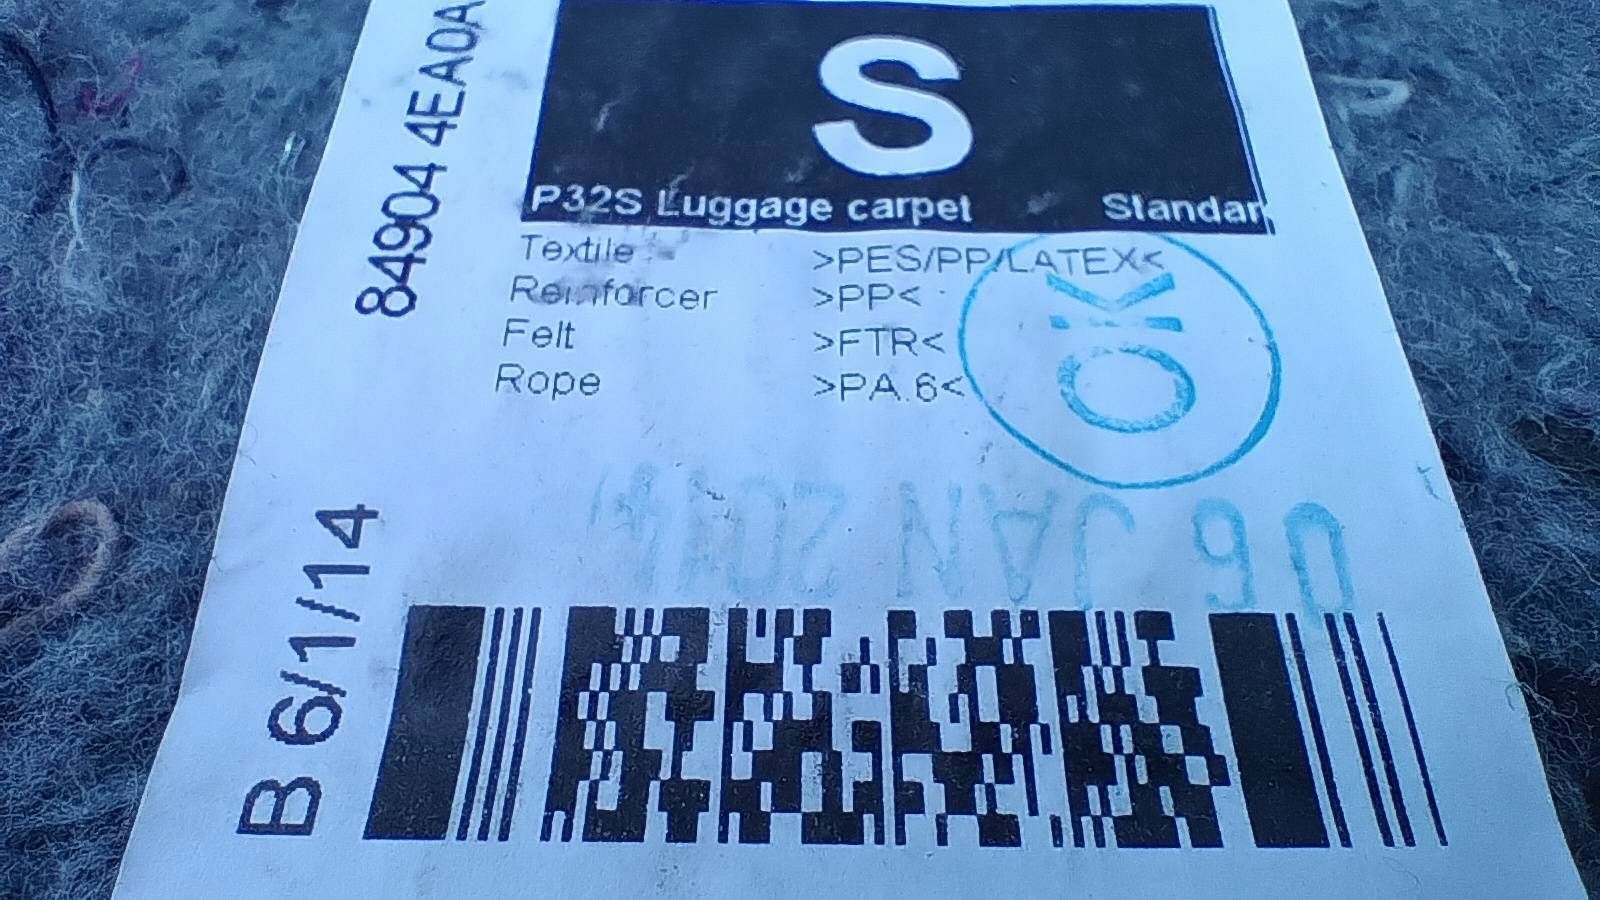 84904 4EA0A
S
P32S Luggage carpet Standar
Textile >PES/PP/LATEX<
Reinforcer >PP<
Felt >FTR<
Rope >PA 6<
OK
06 JAN 2014
B 6/1/14